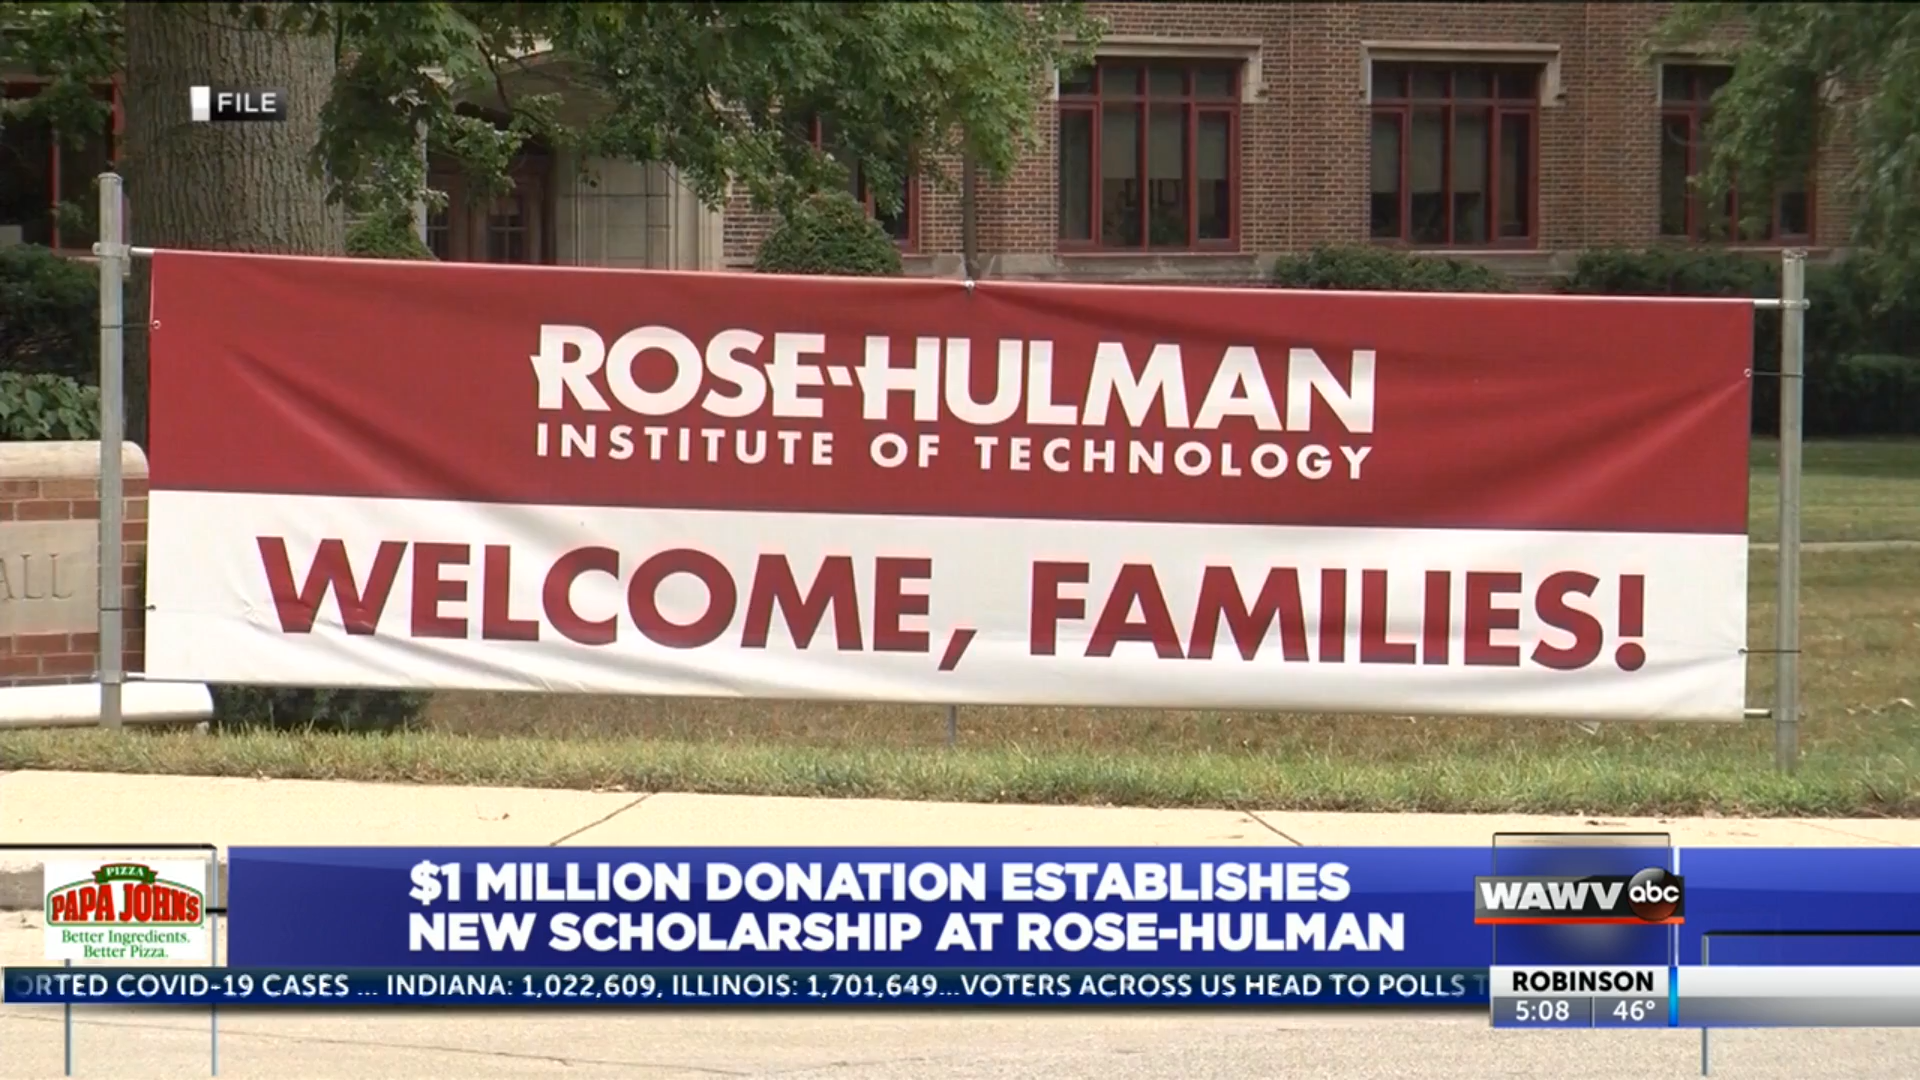 FILE
ROSE-HULMAN
INSTITUTE OF TECHNOLOGY
WELCOME, FAMILIES!
ALL
PIZZA
PAPA JOHNS
Better Ingredients.
Better Pizza.
$1 MILLION DONATION ESTABLISHES
NEW SCHOLARSHIP AT ROSE-HULMAN
WAWV abc
ORTED COVID-19 CASES ... INDIANA: 1,022,609, ILLINOIS: 1,701,649...VOTERS ACROSS US HEAD TO POLLS T
ROBINSON
5:08 46°